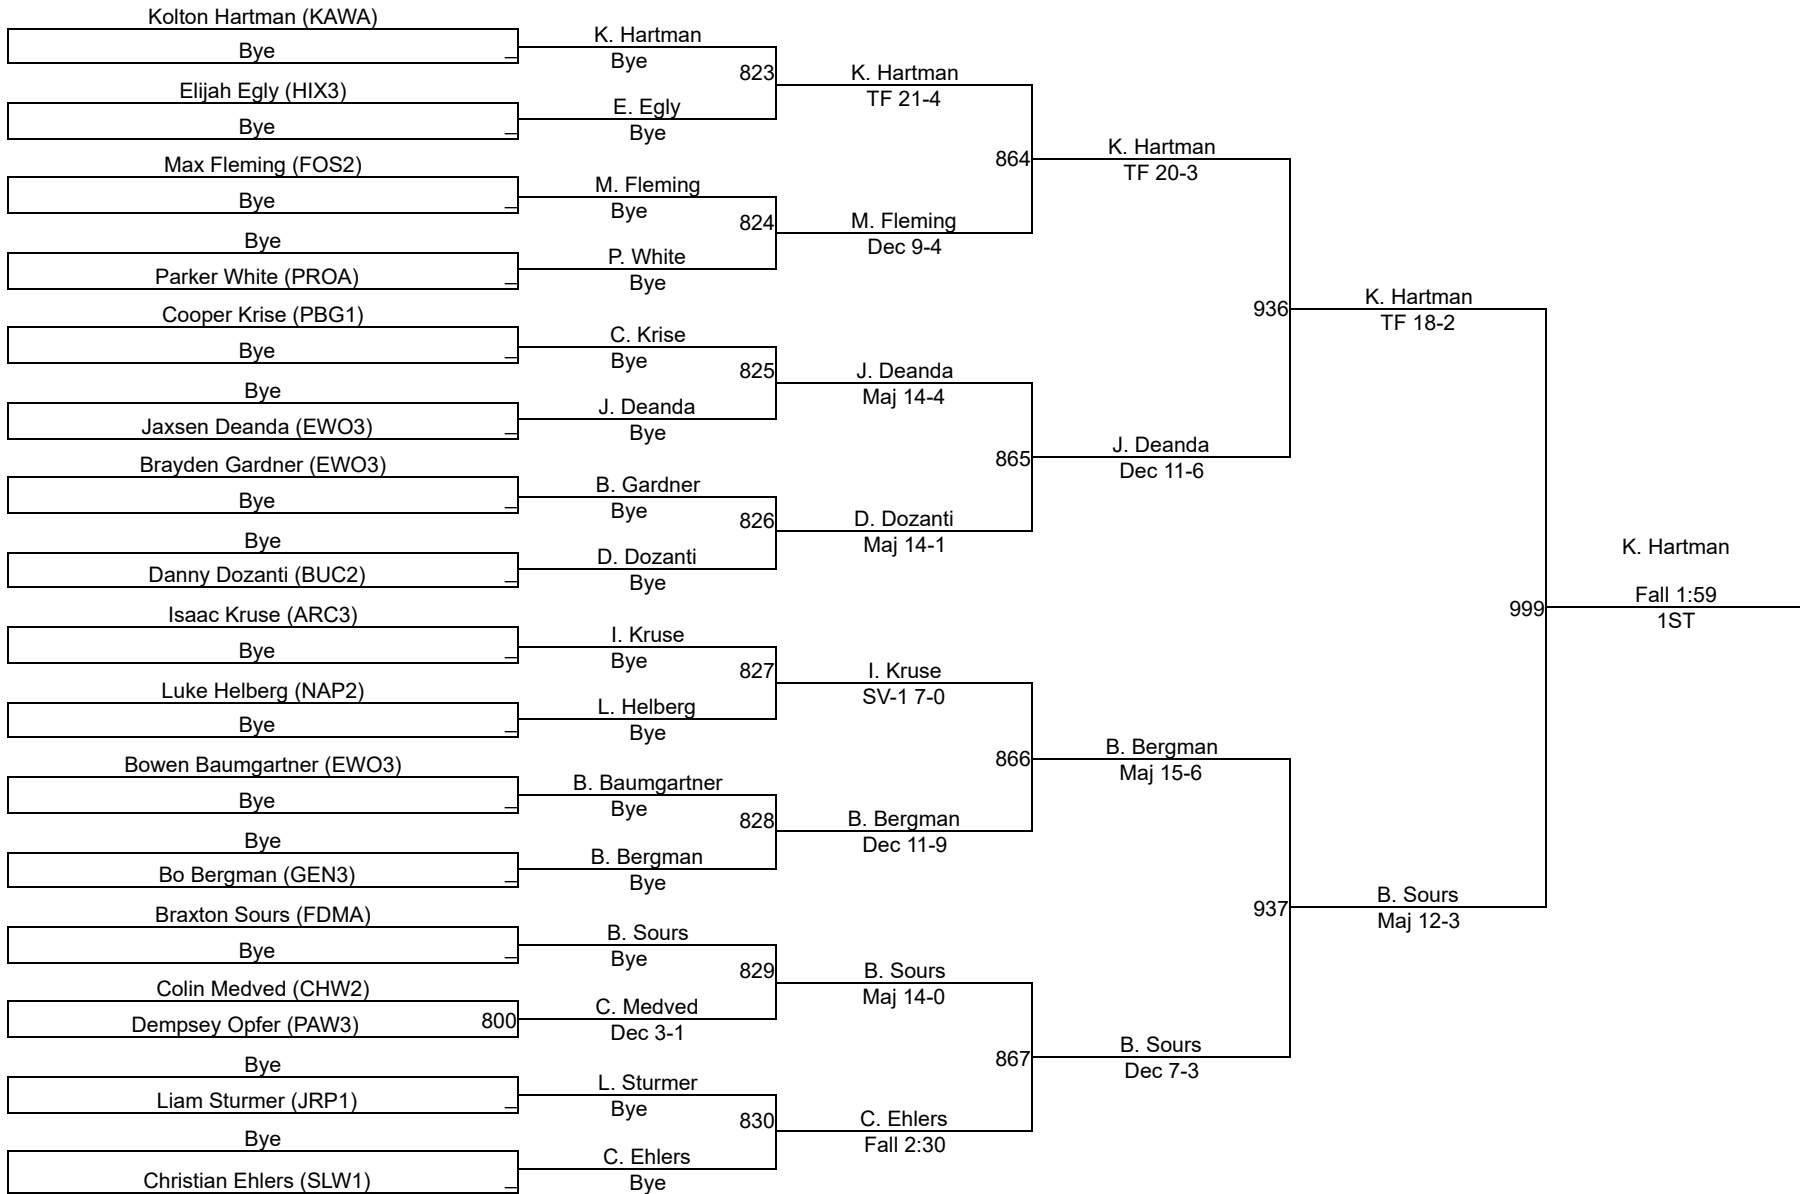 Kolton Hartman (KAWA)
Bye
Elijah Egly (HIX3)
Bye
Max Fleming (FOS2)
Bye
Bye
Parker White (PROA)
Cooper Krise (PBG1)
Bye
Bye
Jaxsen Deanda (EWO3)
Brayden Gardner (EWO3)
Bye
Bye
Danny Dozanti (BUC2)
Isaac Kruse (ARC3)
Bye
Luke Helberg (NAP2)
Bye
Bowen Baumgartner (EWO3)
Bye
Bye
Bo Bergman (GEN3)
Braxton Sours (FDMA)
Bye
Colin Medved (CHW2)
Dempsey Opfer (PAW3) 800
Bye
Liam Sturmer (JRP1)
Bye
Christian Ehlers (SLW1)
K. Hartman
Bye
823
E. Egly
Bye
M. Fleming
Bye
824
P. White
Bye
C. Krise
Bye
825
J. Deanda
Bye
B. Gardner
Bye
826
D. Dozanti
Bye
I. Kruse
Bye
827
L. Helberg
Bye
B. Baumgartner
Bye
828
B. Bergman
Bye
B. Sours
Bye
829
C. Medved
Dec 3-1
L. Sturmer
Bye
830
C. Ehlers
Bye
K. Hartman
TF 21-4
864
M. Fleming
Dec 9-4
J. Deanda
Maj 14-4
865
D. Dozanti
Maj 14-1
I. Kruse
SV-1 7-0
866
B. Bergman
Dec 11-9
B. Sours
Maj 14-0
867
C. Ehlers
Fall 2:30
K. Hartman
TF 20-3
936
J. Deanda
Dec 11-6
B. Bergman
Maj 15-6
937
B. Sours
Dec 7-3
K. Hartman
TF 18-2
999
B. Sours
Maj 12-3
K. Hartman
Fall 1:59
1ST